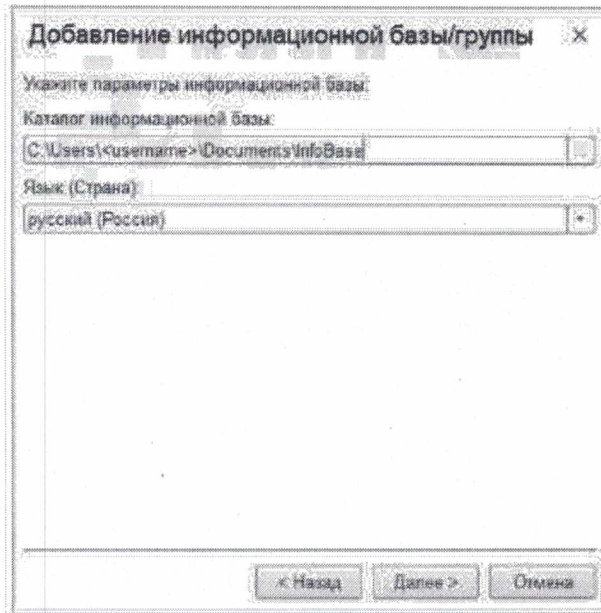 Добавление информационной базы/группы ×
Укажите параметры информационной базы:
Каталог информационной базы:
C:\Users\<username>\Documents\InfoBase ...
Язык (Страна):
русский (Россия)
< Назад Далее > Отмена